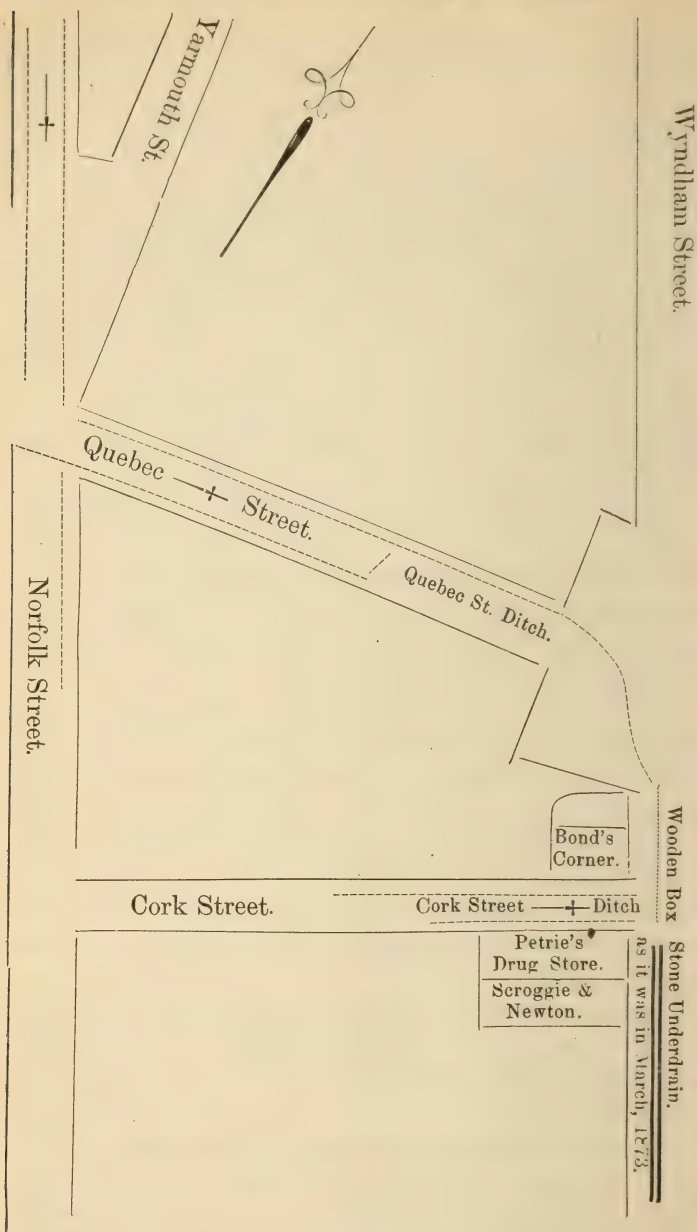 Yarmouth St.
Wyndham Street.
Quebec Street.
Quebec St. Ditch.
Norfolk Street.
Bond's
Corner.
Wooden Box
Cork Street.
Cork Street Ditch
Petrie's
Drug Store.
Scroggie &
Newton.
Stone Underdrain.
as it was in March, 1873.